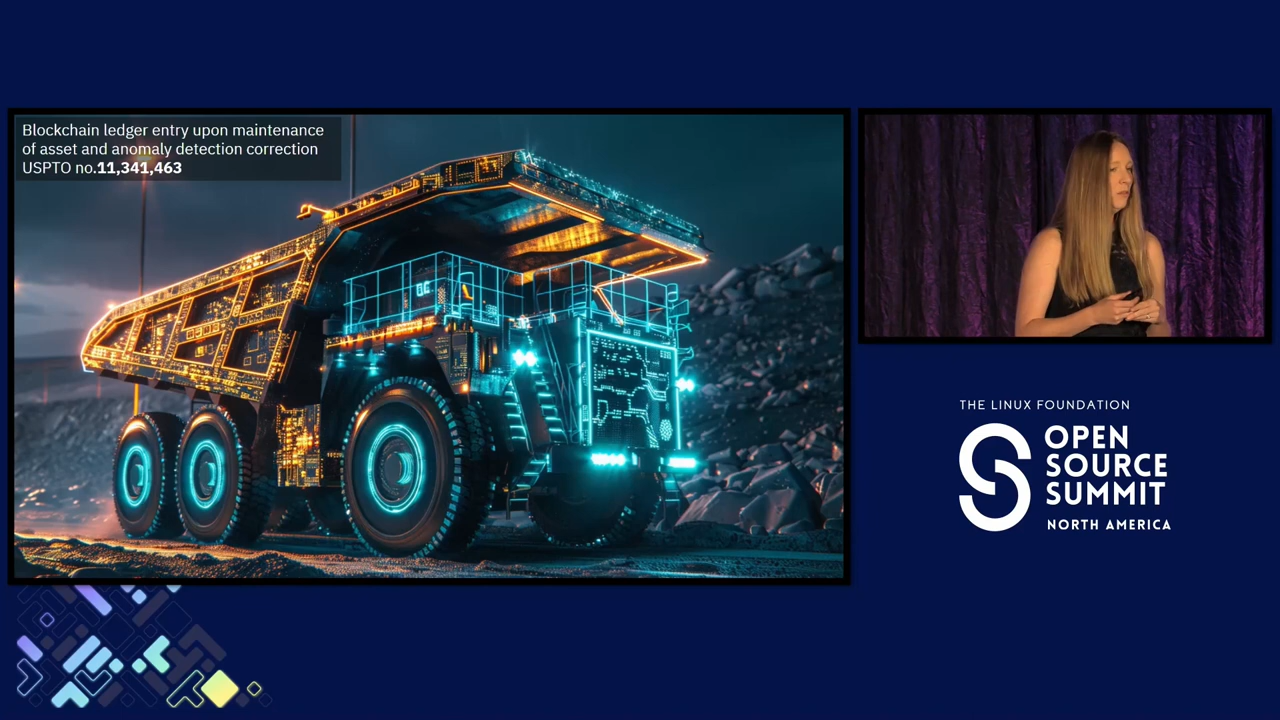 Blockchain ledger entry upon maintenance
of asset and anomaly detection correction
USPTO no.11,341,463
THE LINUX FOUNDATION
OPEN
SOURCE
SUMMIT
NORTH AMERICA